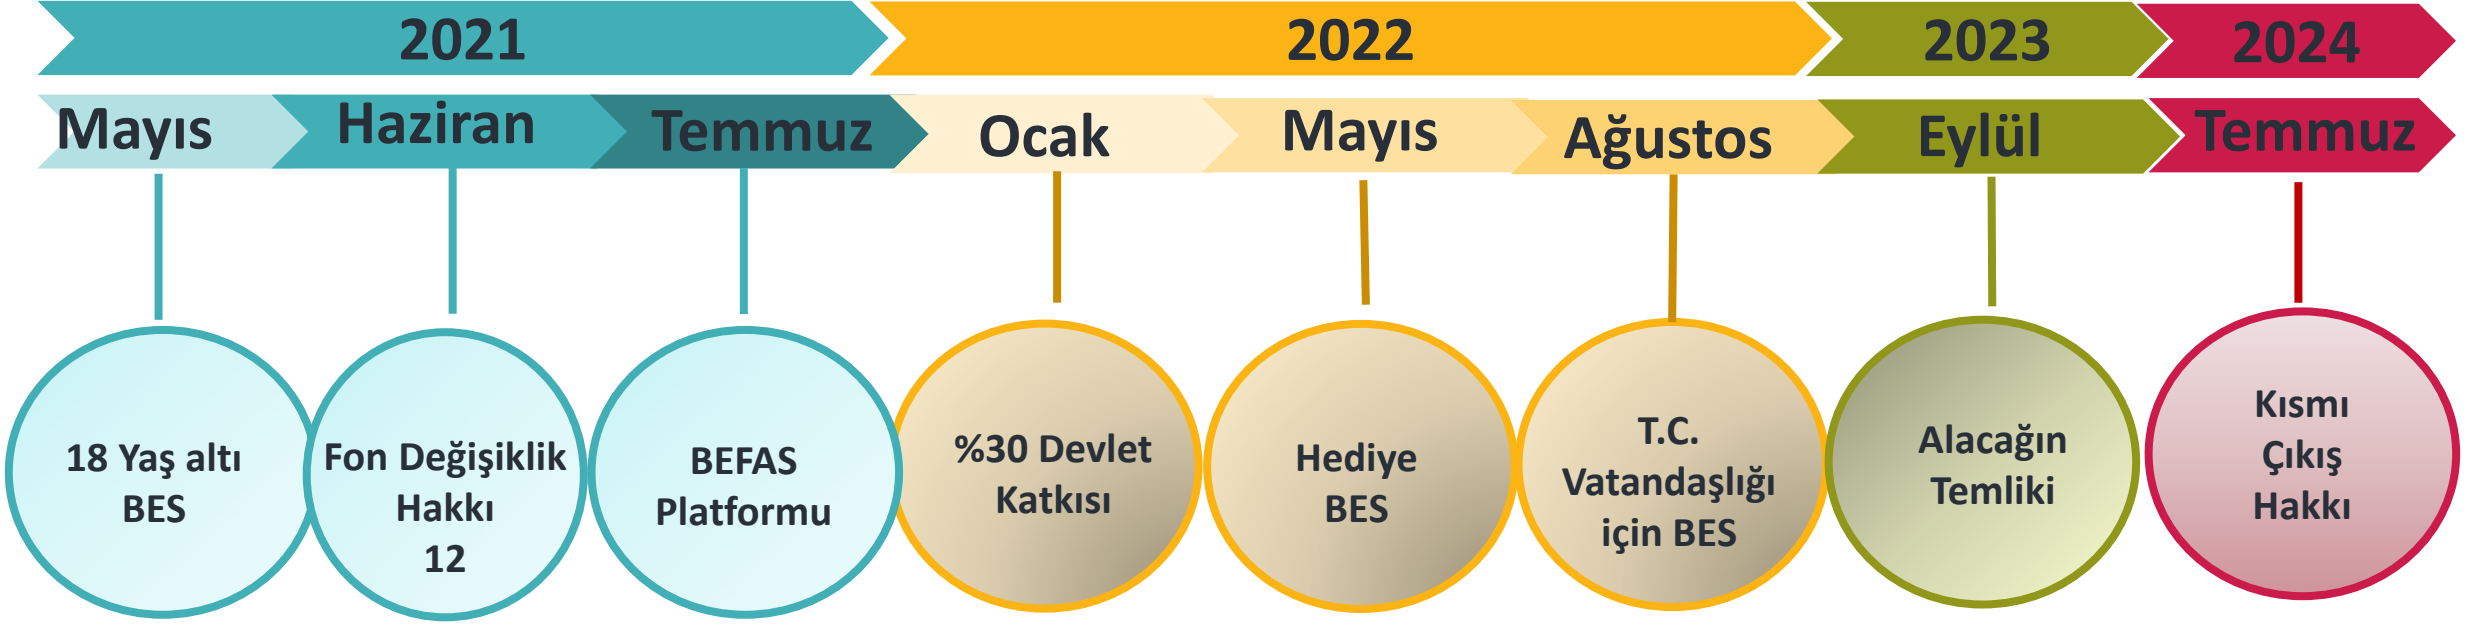 2021
2022
2023
2024
Mayıs
Haziran
Temmuz
Ocak
Mayıs
Ağustos
Eylül
Temmuz
18 Yaş altı
BES
Fon Değişiklik
Hakkı
12
BEFAS
Platformu
%30 Devlet
Katkısı
Hediye
BES
T.C.
Vatandaşlığı
için BES
Alacağın
Temliki
Kısmı
Çıkış
Hakkı